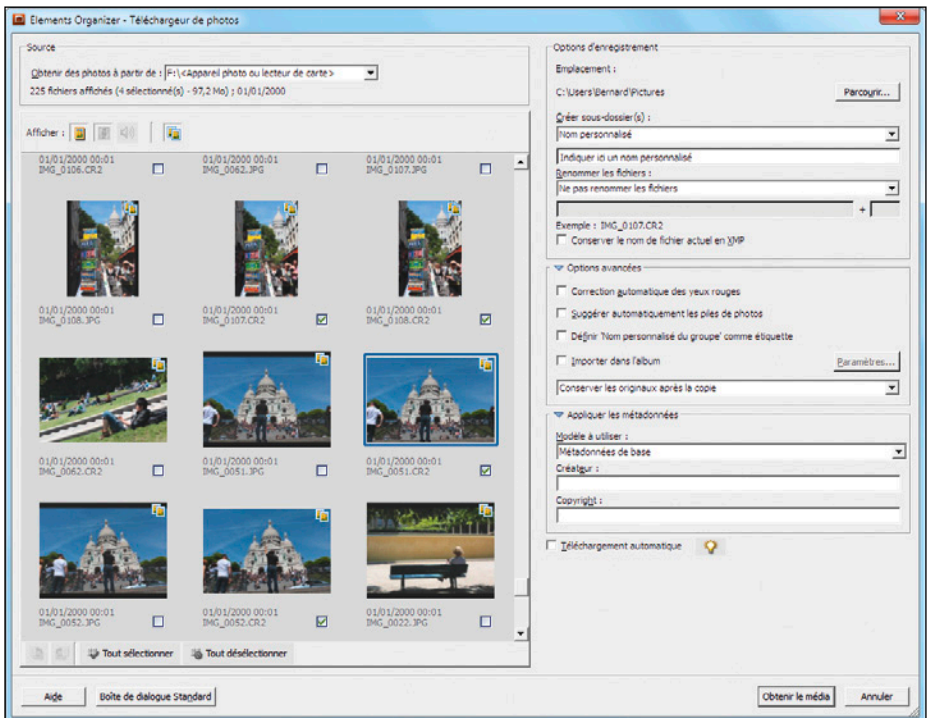 Elements Organizer - Téléchargeur de photos
Source
Obtenir des photos à partir de : F:\<Appareil photo ou lecteur de carte>
225 fichiers affichés (4 sélectionné(s) - 97,2 Mo) ; 01/01/2000
Afficher :
01/01/2000 00:01 01/01/2000 00:01 01/01/2000 00:01
IMG_0106.CR2 IMG_0062.JPG IMG_0107.JPG
01/01/2000 00:01 01/01/2000 00:01 01/01/2000 00:01
IMG_0108.JPG IMG_0107.CR2 IMG_0108.CR2
01/01/2000 00:01 01/01/2000 00:01 01/01/2000 00:01
IMG_0062.CR2 IMG_0051.JPG IMG_0051.CR2
01/01/2000 00:01 01/01/2000 00:01 01/01/2000 00:01
IMG_0052.JPG IMG_0052.CR2 IMG_0022.JPG
Tout sélectionner Tout désélectionner
Options d'enregistrement
Emplacement :
C:\Users\Bernard\Pictures Parcourir...
Créer sous-dossier(s) :
Nom personnalisé
Indiquer ici un nom personnalisé
Renommer les fichiers :
Ne pas renommer les fichiers
+
Exemple : IMG_0107.CR2
Conserver le nom de fichier actuel en XMP
Options avancées
Correction automatique des yeux rouges
Suggérer automatiquement les piles de photos
Définir 'Nom personnalisé du groupe' comme étiquette
Importer dans l'album Paramètres...
Conserver les originaux après la copie
Appliquer les métadonnées
Modèle à utiliser :
Métadonnées de base
Créateur :
Copyright :
Téléchargement automatique
Aide Boîte de dialogue Standard Obtenir le média Annuler